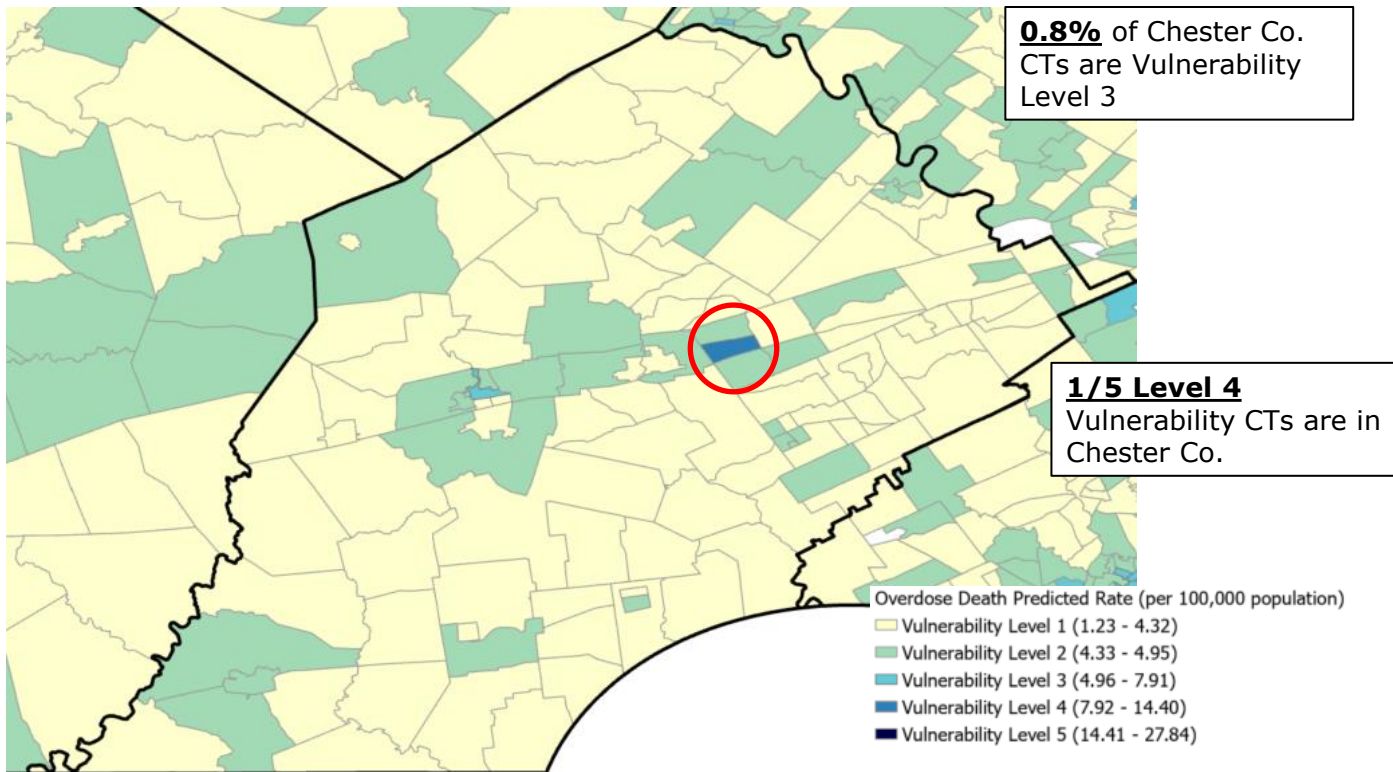 0.8% of Chester Co.
CTs are Vulnerability
Level 3
1/5 Level 4
Vulnerability CTs are in
Chester Co.
Overdose Death Predicted Rate (per 100,000 population)
Vulnerability Level 1 (1.23 - 4.32)
Vulnerability Level 2 (4.33 - 4.95)
Vulnerability Level 3 (4.96 - 7.91)
Vulnerability Level 4 (7.92 - 14.40)
Vulnerability Level 5 (14.41 - 27.84)